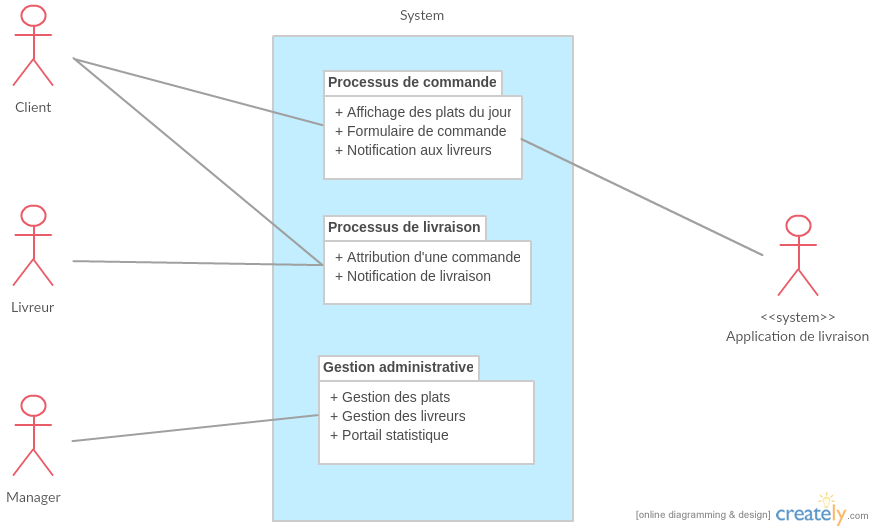 System
Client
Processus de commande
+ Affichage des plats du jour
+ Formulaire de commande
+ Notification aux livreurs
Livreur
Processus de livraison
+ Attribution d'une commande
+ Notification de livraison
<<system>>
Application de livraison
Manager
Gestion administrative
+ Gestion des plats
+ Gestion des livreurs
+ Portail statistique
[online diagramming & design] creately.com